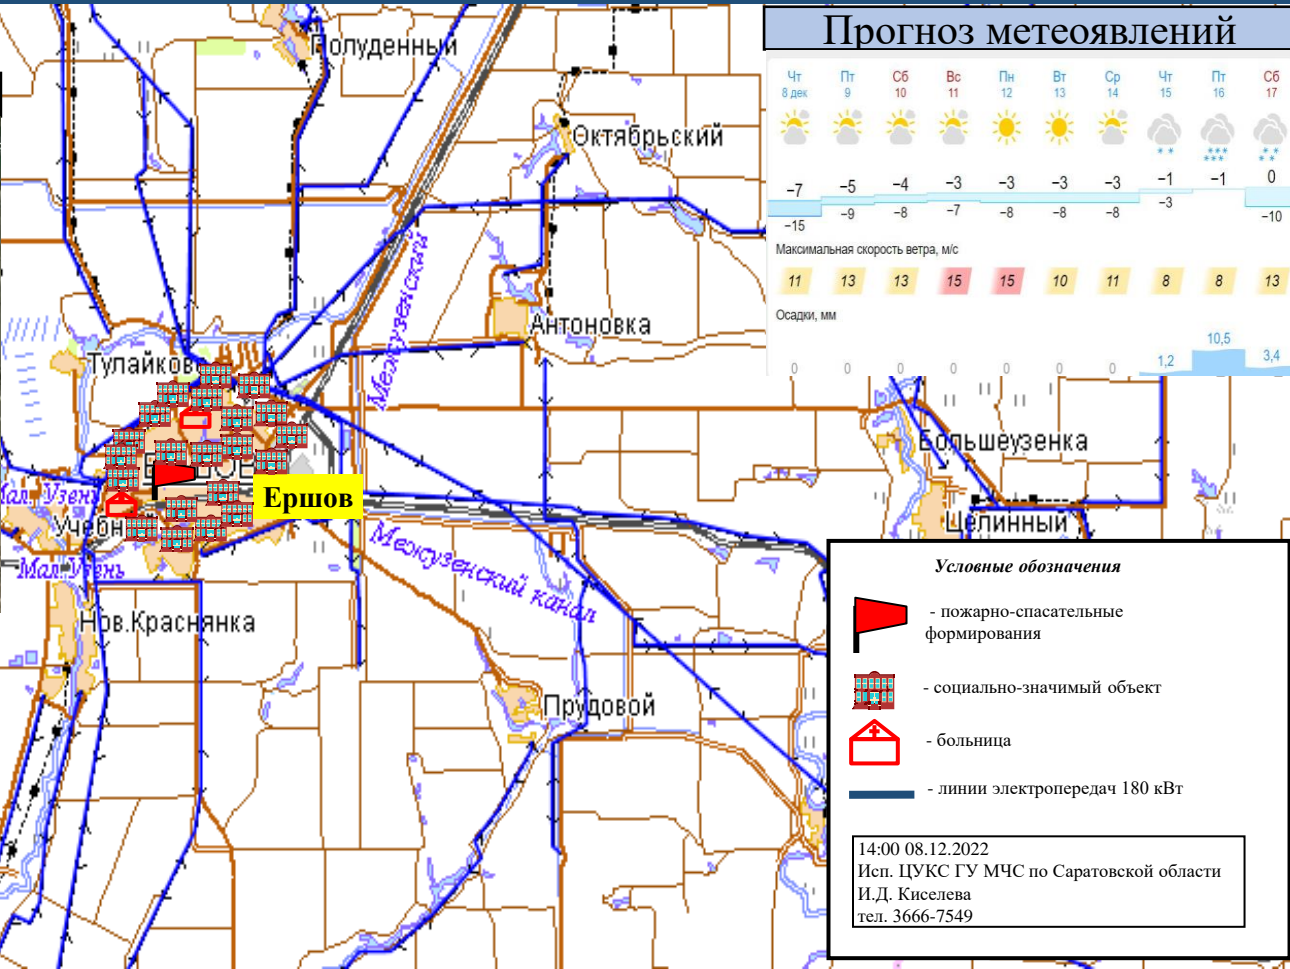 Прогноз метеоявлений
Чт Пт Сб Вс Пн Вт Ср Чт Пт Сб
8 дек 9 10 11 12 13 14 15 16 17
−7 −5 −4 −3 −3 −3 −3 −1 −1 0
−15 −9 −8 −7 −8 −8 −8 −3 −10
Максимальная скорость ветра, м/с
11 13 13 15 15 10 11 8 8 13
Осадки, мм
0 0 0 0 0 0 0 1,2 10,5 3,4
Полуденный
Октябрьский
Межузенский
Антоновка
Тулайково
Большеузенка
Ершов
Целинный
Межузенский канал
Мал. Узень
Нов.Краснянка
Прудовой
Условные обозначения
- пожарно-спасательные
формирования
- социально-значимый объект
- больница
- линии электропередач 180 кВт
14:00 08.12.2022
Исп. ЦУКС ГУ МЧС по Саратовской области
И.Д. Киселева
тел. 3666-7549